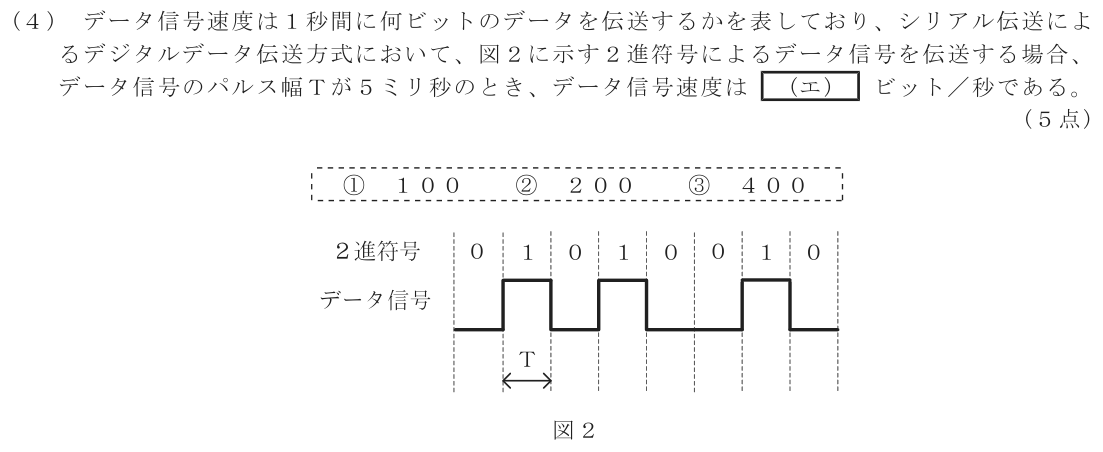 （４） データ信号速度は１秒間に何ビットのデータを伝送するかを表しており、シリアル伝送によ
るデジタルデータ伝送方式において、図２に示す２進符号によるデータ信号を伝送する場合、
データ信号のパルス幅Ｔが５ミリ秒のとき、データ信号速度は （エ） ビット／秒である。
（５点）
① １００ ② ２００ ③ ４００
２進符号 ０ １ ０ １ ０ ０ １ ０
データ信号
Ｔ
図２